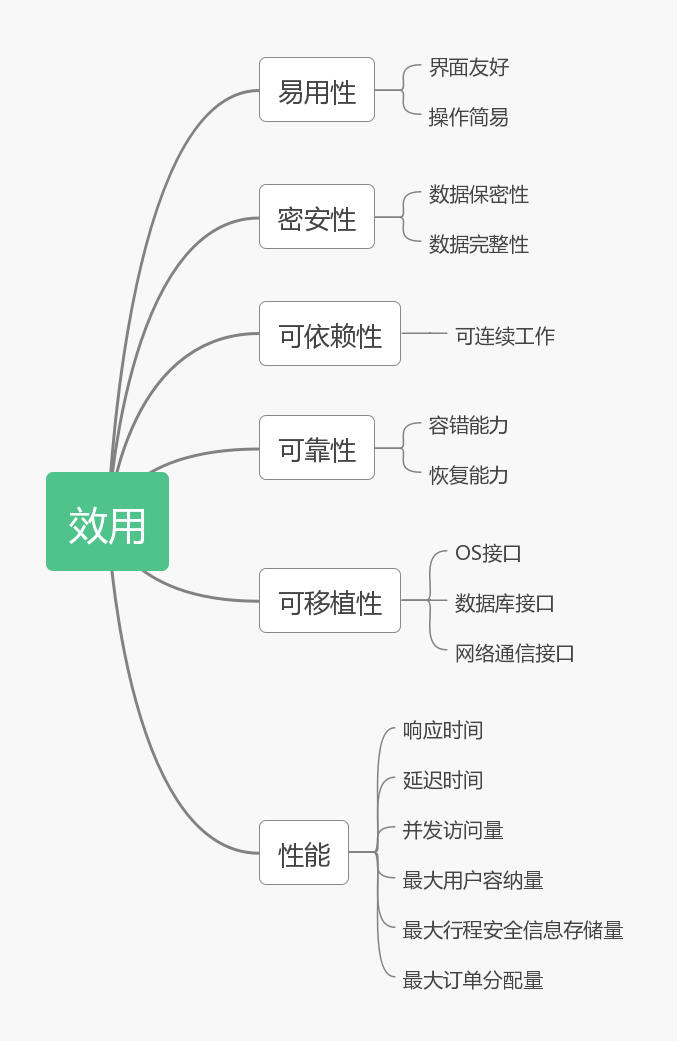 效用
易用性
界面友好
操作简易
密安性
数据保密性
数据完整性
可依赖性
可连续工作
可靠性
容错能力
恢复能力
可移植性
OS接口
数据库接口
网络通信接口
性能
响应时间
延迟时间
并发访问量
最大用户容纳量
最大行程安全信息存储量
最大订单分配量